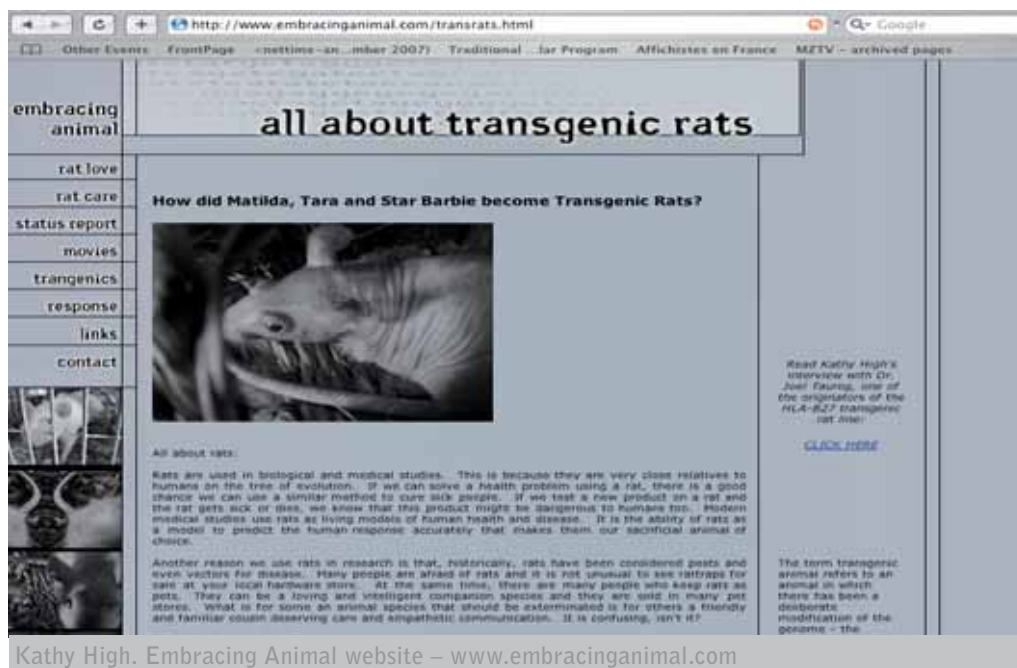 http://www.embracinganimal.com/transrats.html
Google
Other Events FrontPage <nettime-an...mber 2007) Traditional ...lar Program Affichistes en France MZTV – archived pages
embracing
animal
all about transgenic rats
rat love
rat care
status report
movies
trangenics
response
links
contact
How did Matilda, Tara and Star Barbie become Transgenic Rats?
All about rats:
Rats are used in biological and medical studies. This is because they are very close relatives to
humans on the tree of evolution. If we can solve a health problem using a rat, there is a good
chance we can use a similar method to cure sick people. If we test a new product on a rat and
the rat gets sick or dies, we know that this product might be dangerous to humans too. Modern
medical studies use rats as living models of human health and disease. It is the ability of rats as
a model to predict the human response accurately that makes them our sacrificial animal of
choice.
Another reason we use rats in research is that, historically, rats have been considered pests and
even vectors for disease. Many people are afraid of rats and it is not unusual to see rattraps for
sale at your local hardware store. At the same time, there are many people who keep rats as
pets. They can be a loving and intelligent companion species and they are sold in many pet
stores. What is for some an animal species that should be exterminated is for others a friendly
and familiar cousin deserving care and empathetic communication. It is confusing, isn't it?
Read Kathy High's
interview with Dr.
Joel Taurog, one of
the originators of the
HLA-B27 transgenic
rat line:
CLICK HERE
The term transgenic
animal refers to an
animal in which
there has been a
deliberate
modification of the
genome – the
Kathy High. Embracing Animal website – www.embracinganimal.com